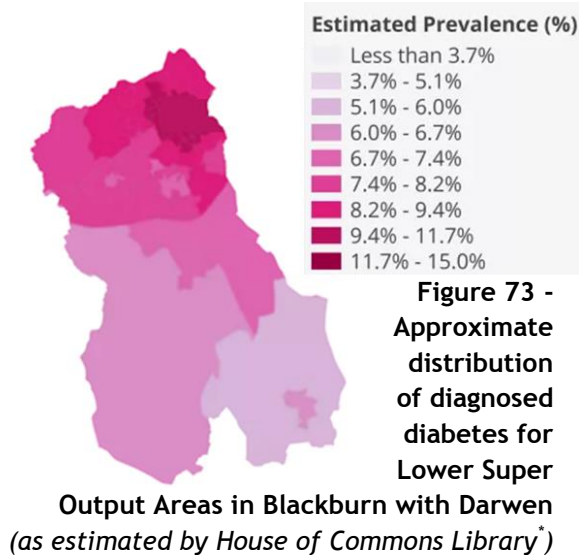 Estimated Prevalence (%)
Less than 3.7%
3.7% - 5.1%
5.1% - 6.0%
6.0% - 6.7%
6.7% - 7.4%
7.4% - 8.2%
8.2% - 9.4%
9.4% - 11.7%
11.7% - 15.0%
Figure 73 -
Approximate
distribution
of diagnosed
diabetes for
Lower Super
Output Areas in Blackburn with Darwen
(as estimated by House of Commons Library*)